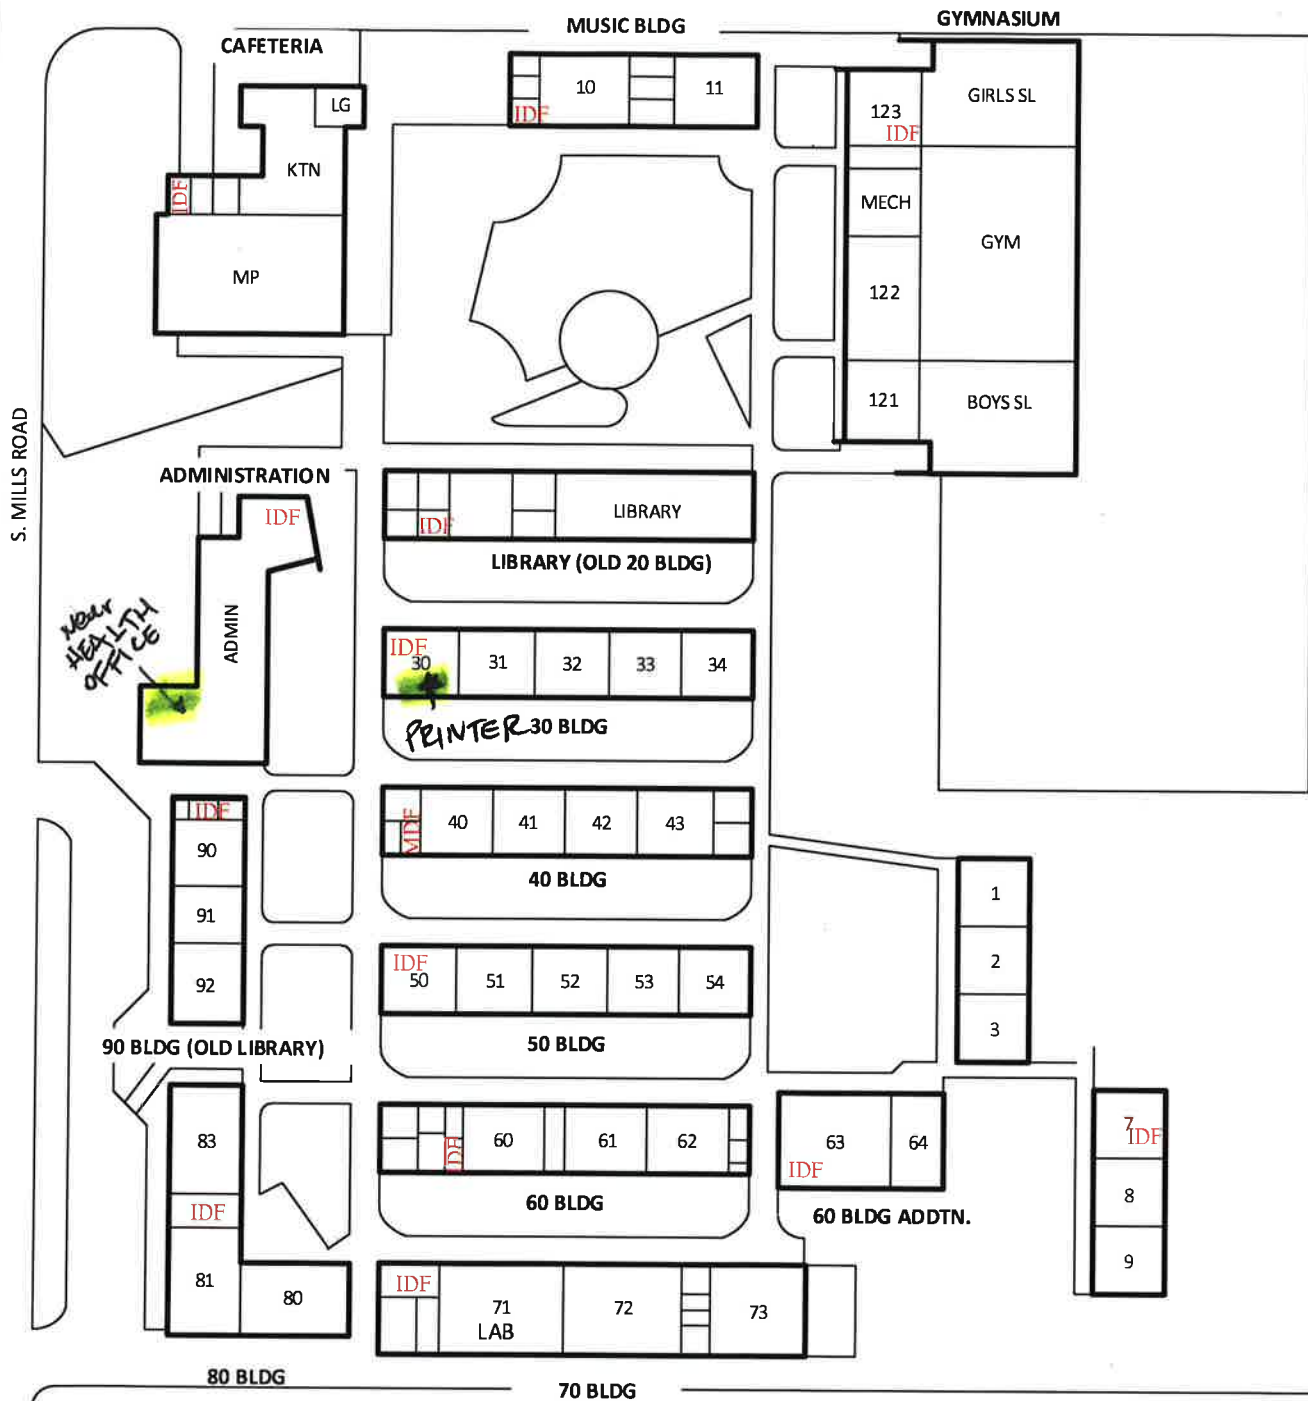 GYMNASIUM
MUSIC BLDG
CAFETERIA
LG
KTN
IDF
MP
10
11
IDF
123
IDF
GIRLS SL
MECH
GYM
122
121
BOYS SL
S. MILLS ROAD
ADMINISTRATION
IDF
ADMIN
NEAR
HEALTH
OFFICE
IDF
LIBRARY
LIBRARY (OLD 20 BLDG)
IDF
30
31
32
33
34
PRINTER
30 BLDG
MDF
40
41
42
43
40 BLDG
IDF
90
91
92
90 BLDG (OLD LIBRARY)
IDF
50
51
52
53
54
50 BLDG
1
2
3
83
IDF
81
80
80 BLDG
IDF
60
61
62
60 BLDG
63
64
IDF
60 BLDG ADDTN.
7
IDF
8
9
IDF
71
LAB
72
73
70 BLDG